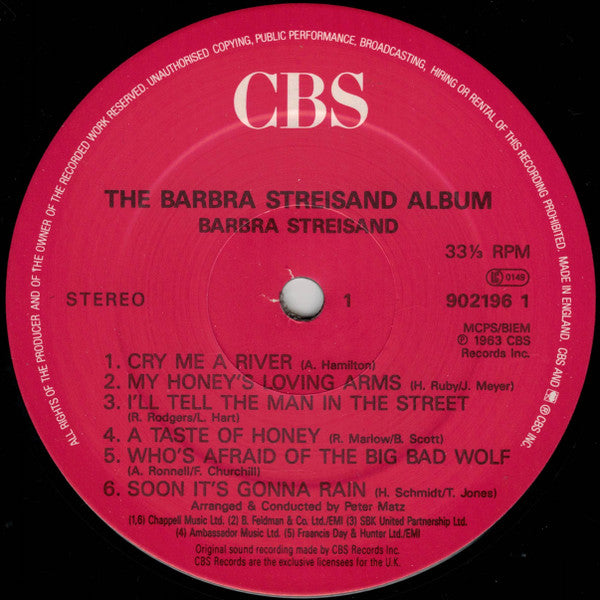 ALL RIGHTS OF THE PRODUCER AND OF THE OWNER OF THE RECORDED WORK RESERVED. UNAUTHORISED COPYING, PUBLIC PERFORMANCE, BROADCASTING, HIRING OR RENTAL OF THIS RECORDING PROHIBITED. MADE IN ENGLAND. CBS AND ® CBS INC.
CBS
THE BARBRA STREISAND ALBUM
BARBRA STREISAND
33⅓ RPM
0149
STEREO 1 902196 1
MCPS/BIEM
℗ 1963 CBS
Records Inc.
1. CRY ME A RIVER (A. Hamilton)
2. MY HONEY'S LOVING ARMS (H. Ruby/J. Meyer)
3. I'LL TELL THE MAN IN THE STREET
(R. Rodgers/L. Hart)
4. A TASTE OF HONEY (R. Marlow/B. Scott)
5. WHO'S AFRAID OF THE BIG BAD WOLF
(A. Ronnell/F. Churchill)
6. SOON IT'S GONNA RAIN (H. Schmidt/T. Jones)
Arranged & Conducted by Peter Matz
(1,6) Chappell Music Ltd. (2) B. Feldman & Co. Ltd./EMI (3) SBK United Partnership Ltd.
(4) Ambassador Music Ltd. (5) Fraancis Day & Hunter Ltd./EMI
Original sound recording made by CBS Records Inc.
CBS Records are the exclusive licensees for the U.K.